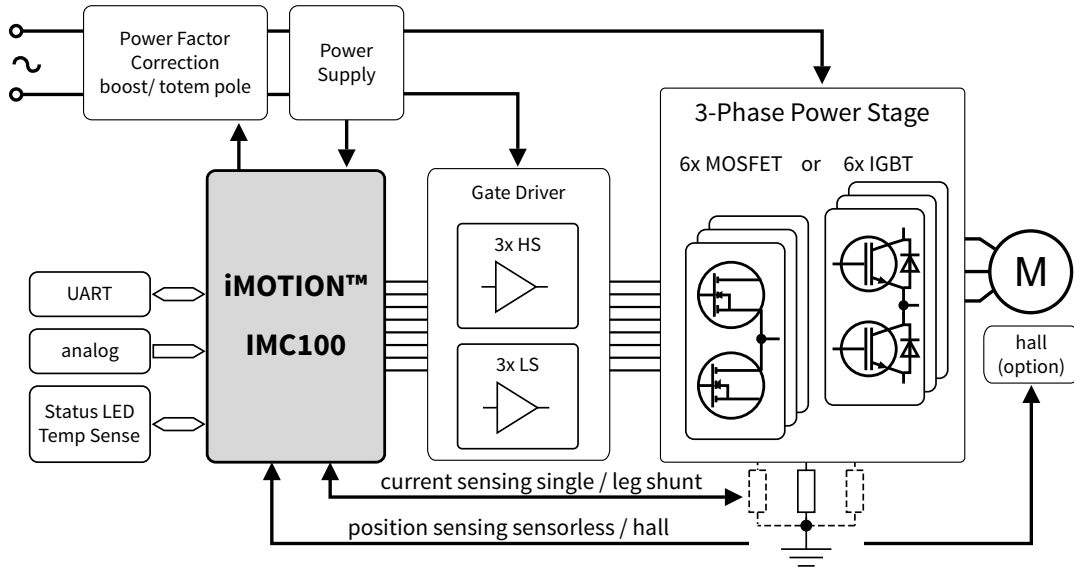 Power Factor
Correction
boost/ totem pole
Power
Supply
3-Phase Power Stage
6x MOSFET or 6x IGBT
Gate Driver
3x HS
3x LS
iMOTION™
IMC100
UART
analog
Status LED
Temp Sense
M
hall
(option)
current sensing single / leg shunt
position sensing sensorless / hall